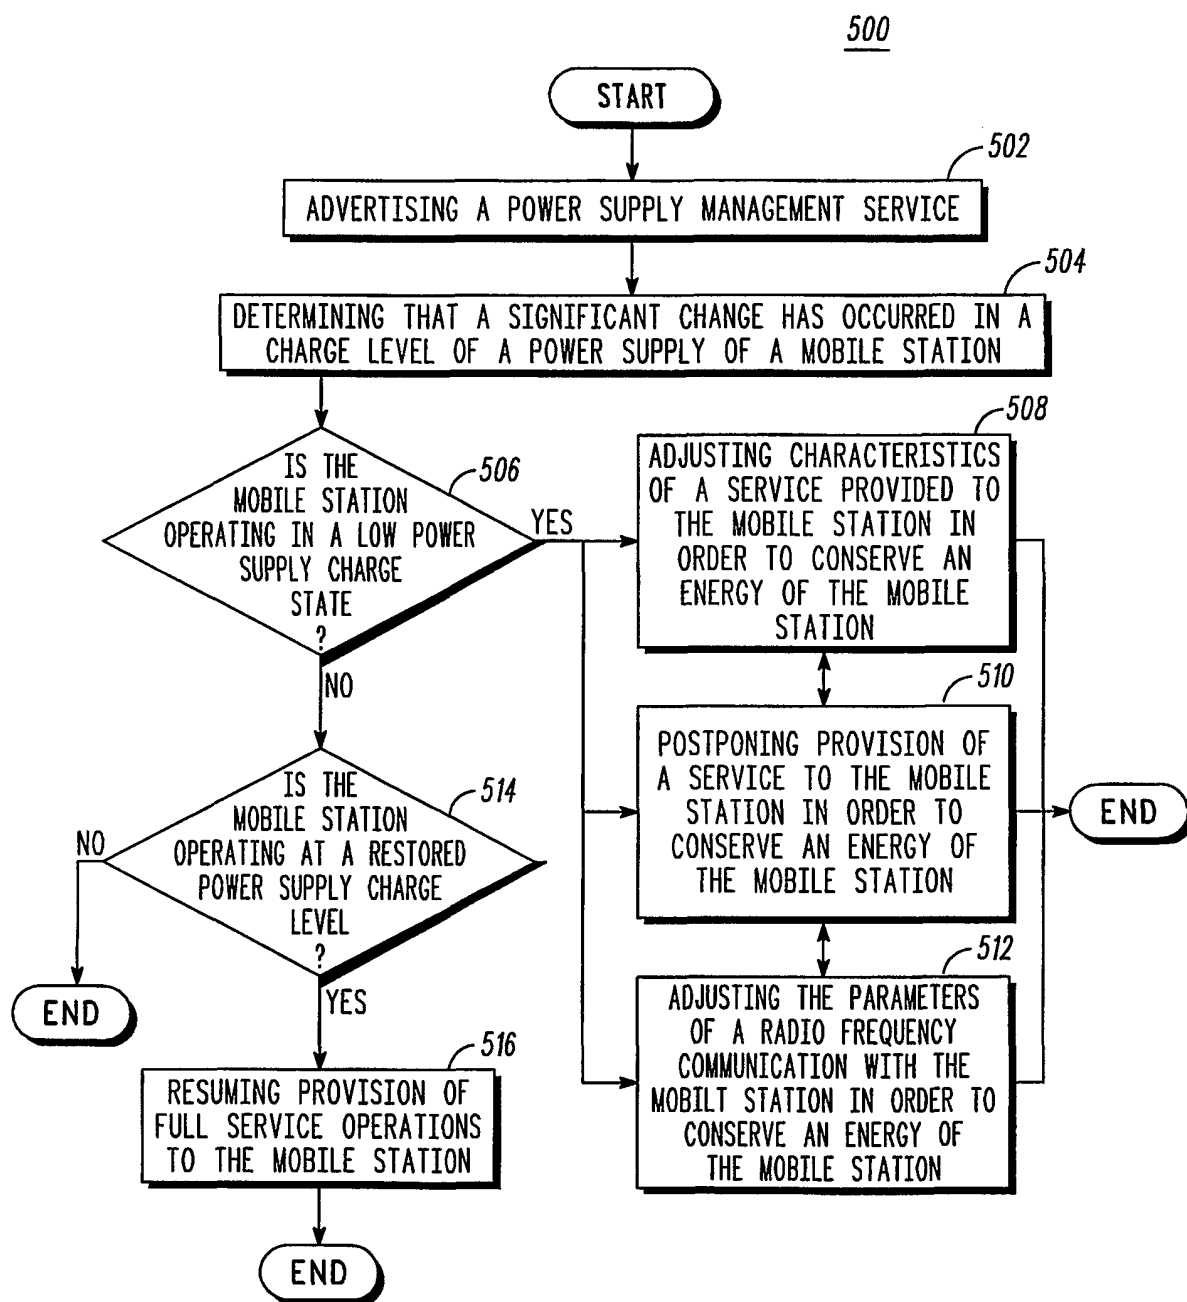 500
START
502
ADVERTISING A POWER SUPPLY MANAGEMENT SERVICE
504
DETERMINING THAT A SIGNIFICANT CHANGE HAS OCCURRED IN A
CHARGE LEVEL OF A POWER SUPPLY OF A MOBILE STATION
506
IS THE
MOBILE STATION
OPERATING IN A LOW POWER
SUPPLY CHARGE
STATE
?
YES
NO
508
ADJUSTING CHARACTERISTICS
OF A SERVICE PROVIDED TO
THE MOBILE STATION IN
ORDER TO CONSERVE AN
ENERGY OF THE MOBILE
STATION
510
POSTPONING PROVISION OF
A SERVICE TO THE MOBILE
STATION IN ORDER TO
CONSERVE AN ENERGY OF
THE MOBILE STATION
END
512
ADJUSTING THE PARAMETERS
OF A RADIO FREQUENCY
COMMUNICATION WITH THE
MOBILT STATION IN ORDER TO
CONSERVE AN ENERGY OF
THE MOBILE STATION
514
IS THE
MOBILE STATION
OPERATING AT A RESTORED
POWER SUPPLY CHARGE
LEVEL
?
NO
END
YES
516
RESUMING PROVISION OF
FULL SERVICE OPERATIONS
TO THE MOBILE STATION
END